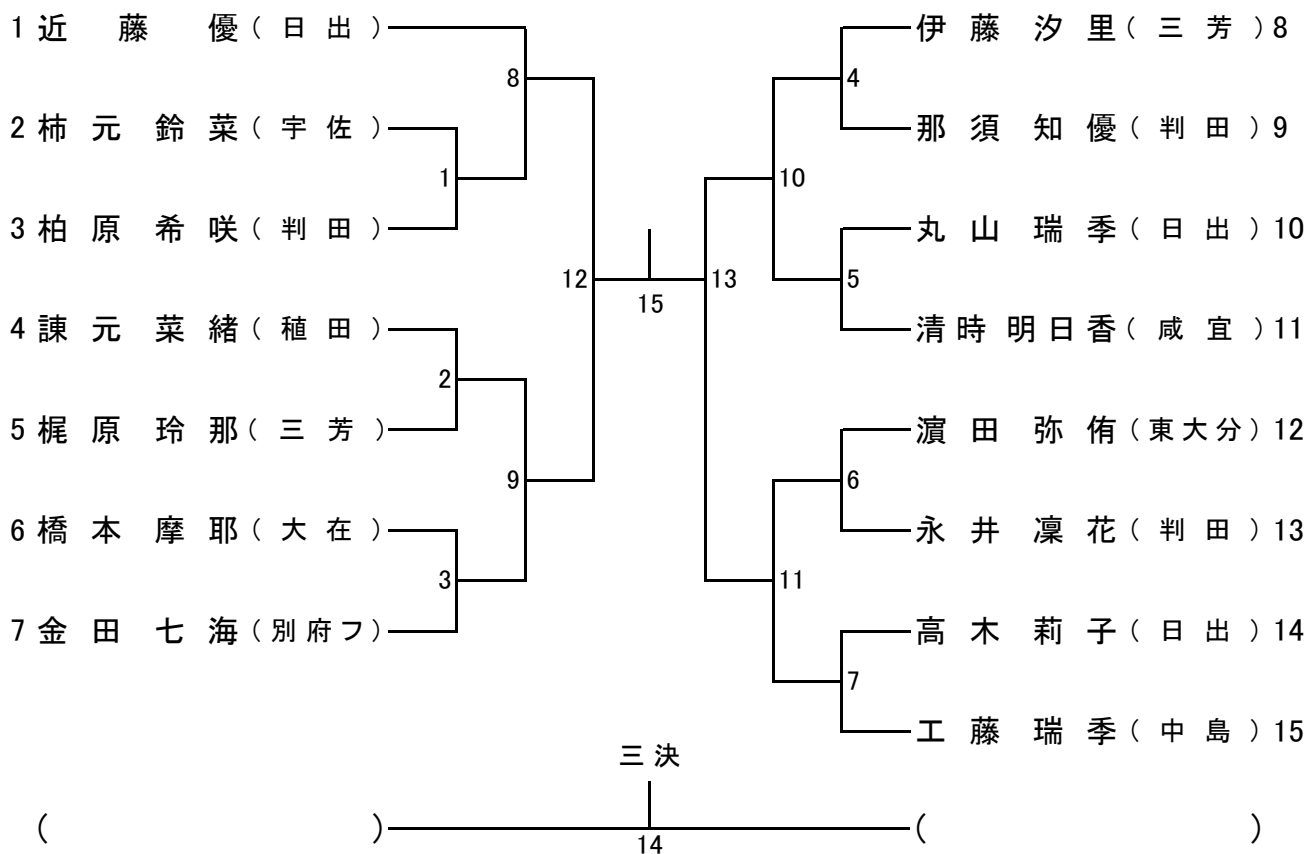 1 近藤優(日出)
8
2 柿元鈴菜(宇佐)
1
3 柏原希咲(判田)
12
4 諌元菜緒(稙田)
2
5 梶原玲那(三芳)
9
6 橋本摩耶(大在)
3
7 金田七海(別府フ)
15
伊藤汐里(三芳)8
4
那須知優(判田)9
10
丸山瑞季(日出)10
5
清時明日香(咸宜)11
13
濵田弥侑(東大分)12
6
永井凜花(判田)13
11
高木莉子(日出)14
7
工藤瑞季(中島)15
三決
( ) ( )
14